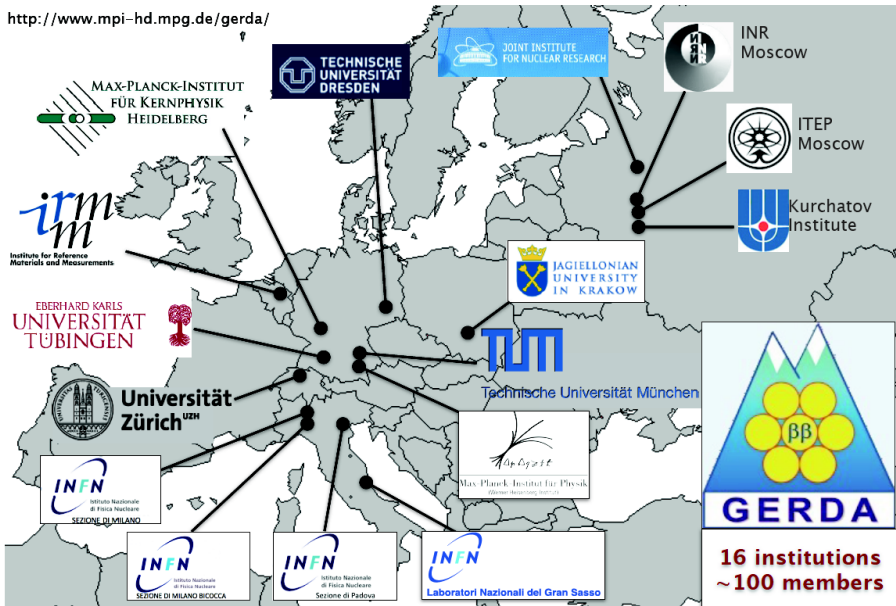 http://www.mpi-hd.mpg.de/gerda/
MAX-PLANCK-INSTITUT
FÜR KERNPHYSIK
HEIDELBERG
TECHNISCHE
UNIVERSITÄT
DRESDEN
JOINT INSTITUTE
FOR NUCLEAR RESEARCH
INR
Moscow
ITEP
Moscow
Kurchatov
Institute
irmm
Institute for Reference
Materials and Measurements
JAGIELLONIAN
UNIVERSITY
IN KRAKOW
EBERHARD KARLS
UNIVERSITÄT
TÜBINGEN
TUM
Technische Universität München
Universität
Zürich UZH
Max-Planck-Institut für Physik
(Werner-Heisenberg-Institut)
INFN
Istituto Nazionale
di Fisica Nucleare
SEZIONE DI MILANO
INFN
Istituto Nazionale
di Fisica Nucleare
SEZIONE DI MILANO BICOCCA
INFN
Istituto Nazionale
di Fisica Nucleare
Sezione di Padova
INFN
Laboratori Nazionali del Gran Sasso
ββ
GERDA
16 institutions
~100 members